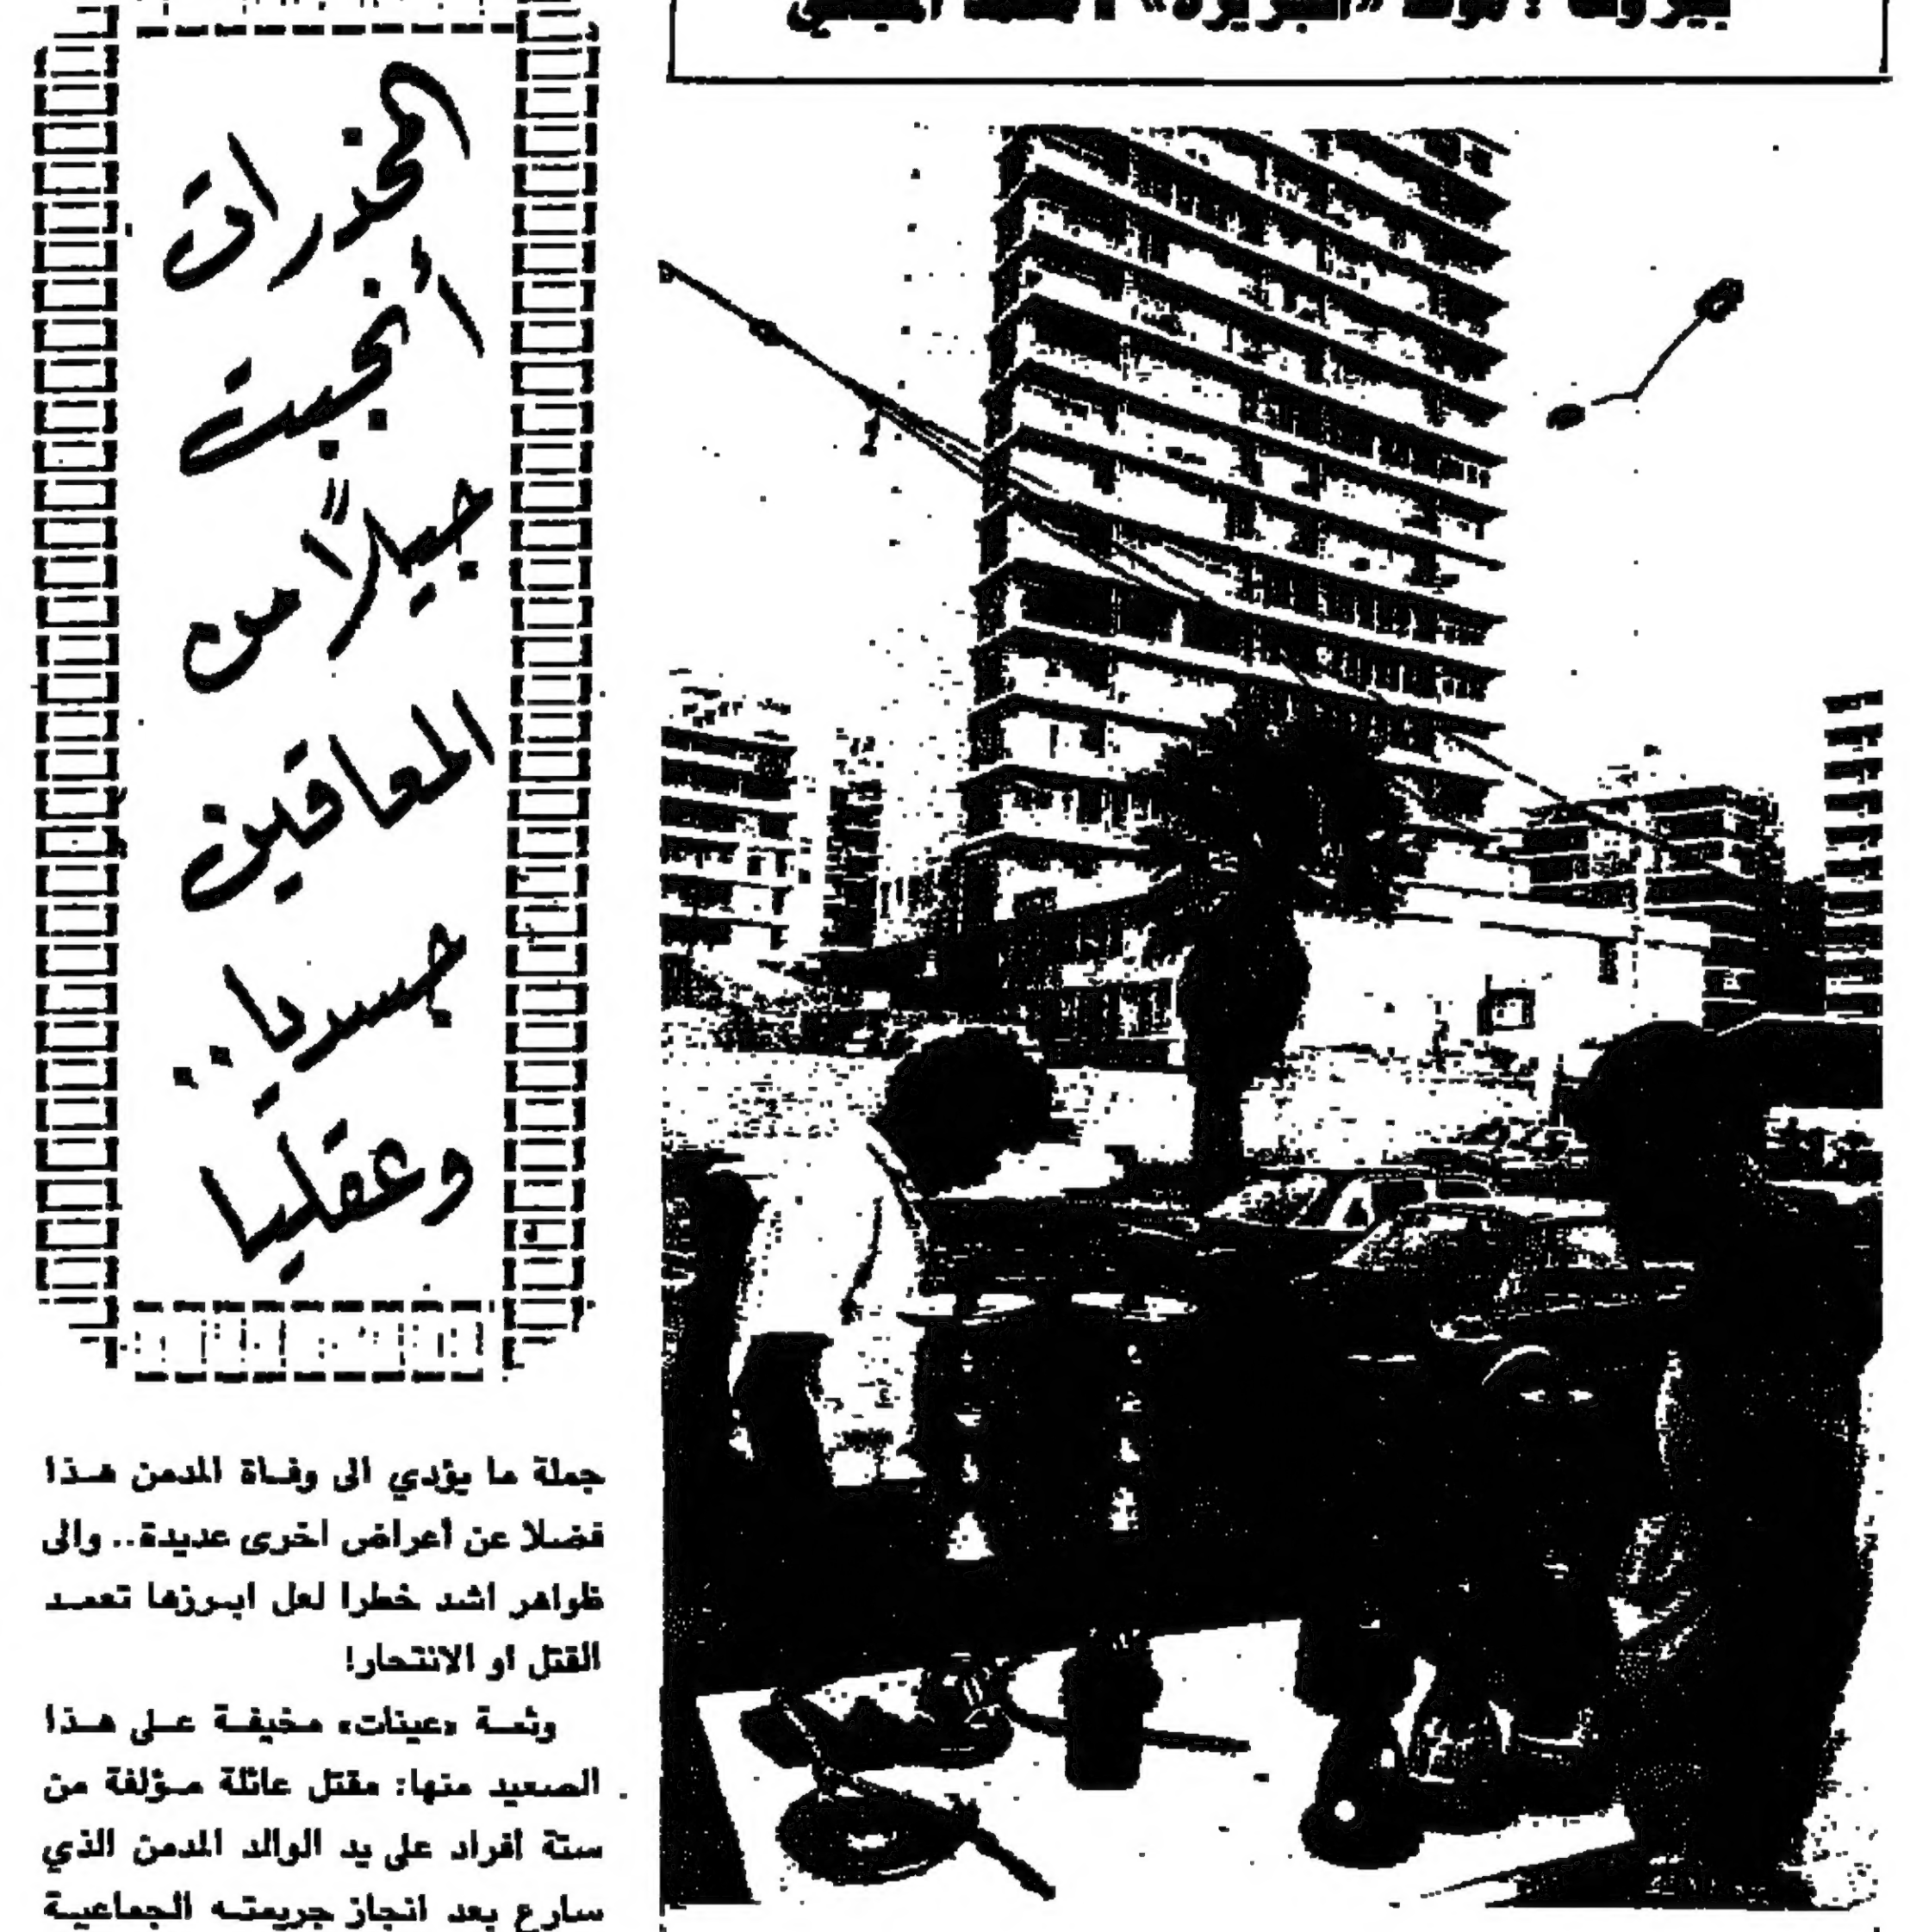 المخدرات
أنجبت
جيلاً من
المعاقين
جسديا..
وعقليا
جملة ما يؤدي الى وفاة المدمن هذا
فضلا عن أعراض اخرى عديدة.. والى
ظواهر اشد خطرا لعل ابرزها تعمد
القتل او الانتحار!
وثمة «عينات» مخيفة على هذا
الصعيد منها: مقتل عائلة مؤلفة من
ستة افراد على يد الوالد المدمن الذي
سارع بعد انجاز جريمته الجماعية